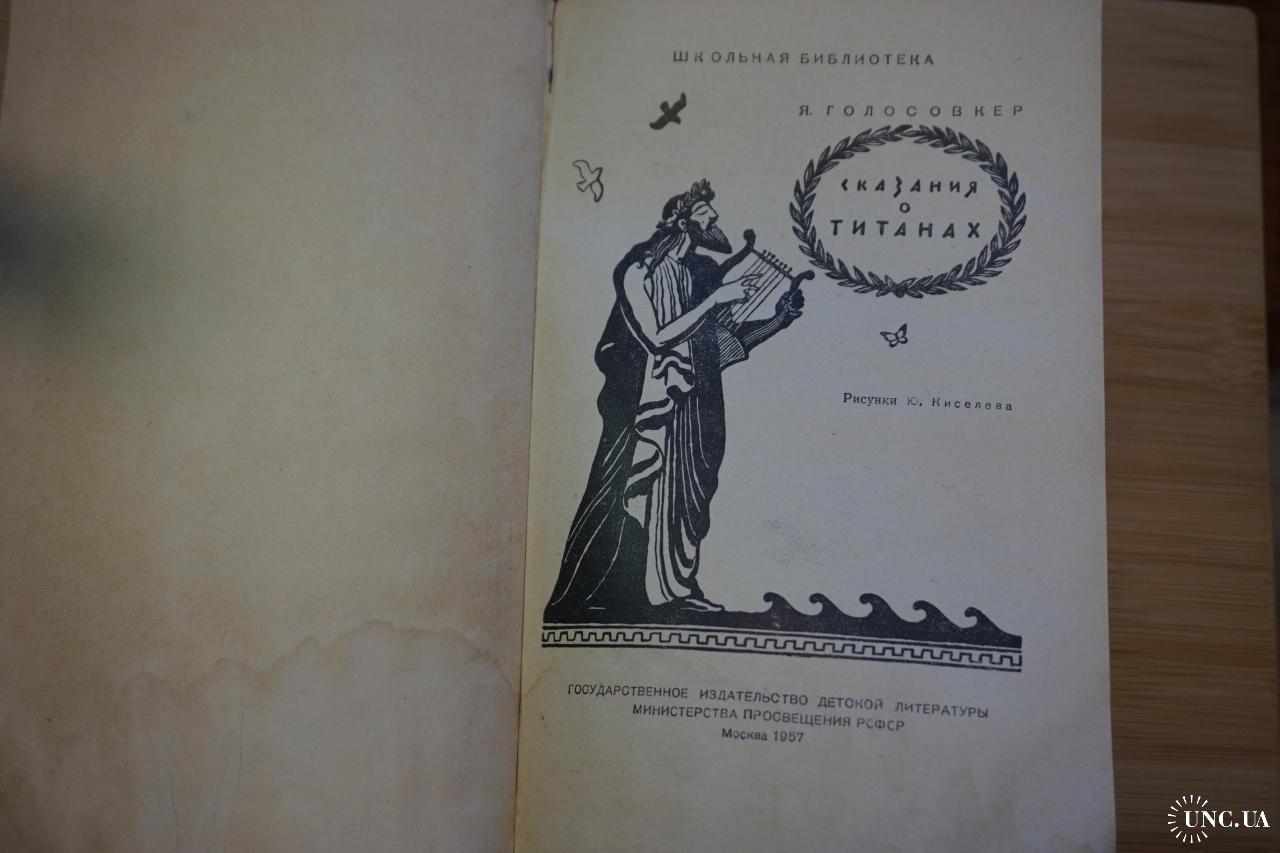 ШКОЛЬНАЯ БИБЛИОТЕКА
Я. ГОЛОСОВКЕР
СКАЗАНИЯ
О
ТИТАНАХ
Рисунки Ю. Киселева
ГОСУДАРСТВЕННОЕ ИЗДАТЕЛЬСТВО ДЕТСКОЙ ЛИТЕРАТУРЫ
МИНИСТЕРСТВА ПРОСВЕЩЕНИЯ РСФСР
Москва 1957
UNC.UA